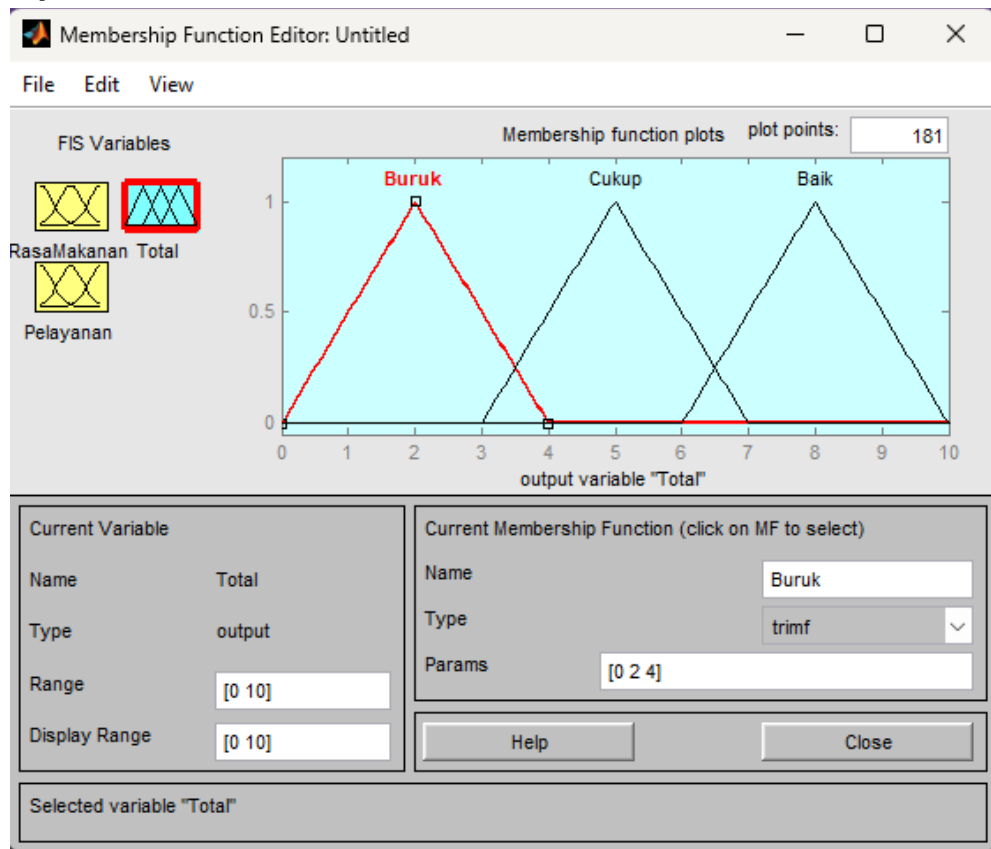 Membership Function Editor: Untitled
File Edit View
FIS Variables
Membership function plots plot points: 181
RasaMakanan Total
Pelayanan
Buruk Cukup Baik
1
0.5
0
0 1 2 3 4 5 6 7 8 9 10
output variable "Total"
Current Variable
Name Total
Type output
Range [0 10]
Display Range [0 10]
Current Membership Function (click on MF to select)
Name Buruk
Type trimf
Params [0 2 4]
Help Close
Selected variable "Total"